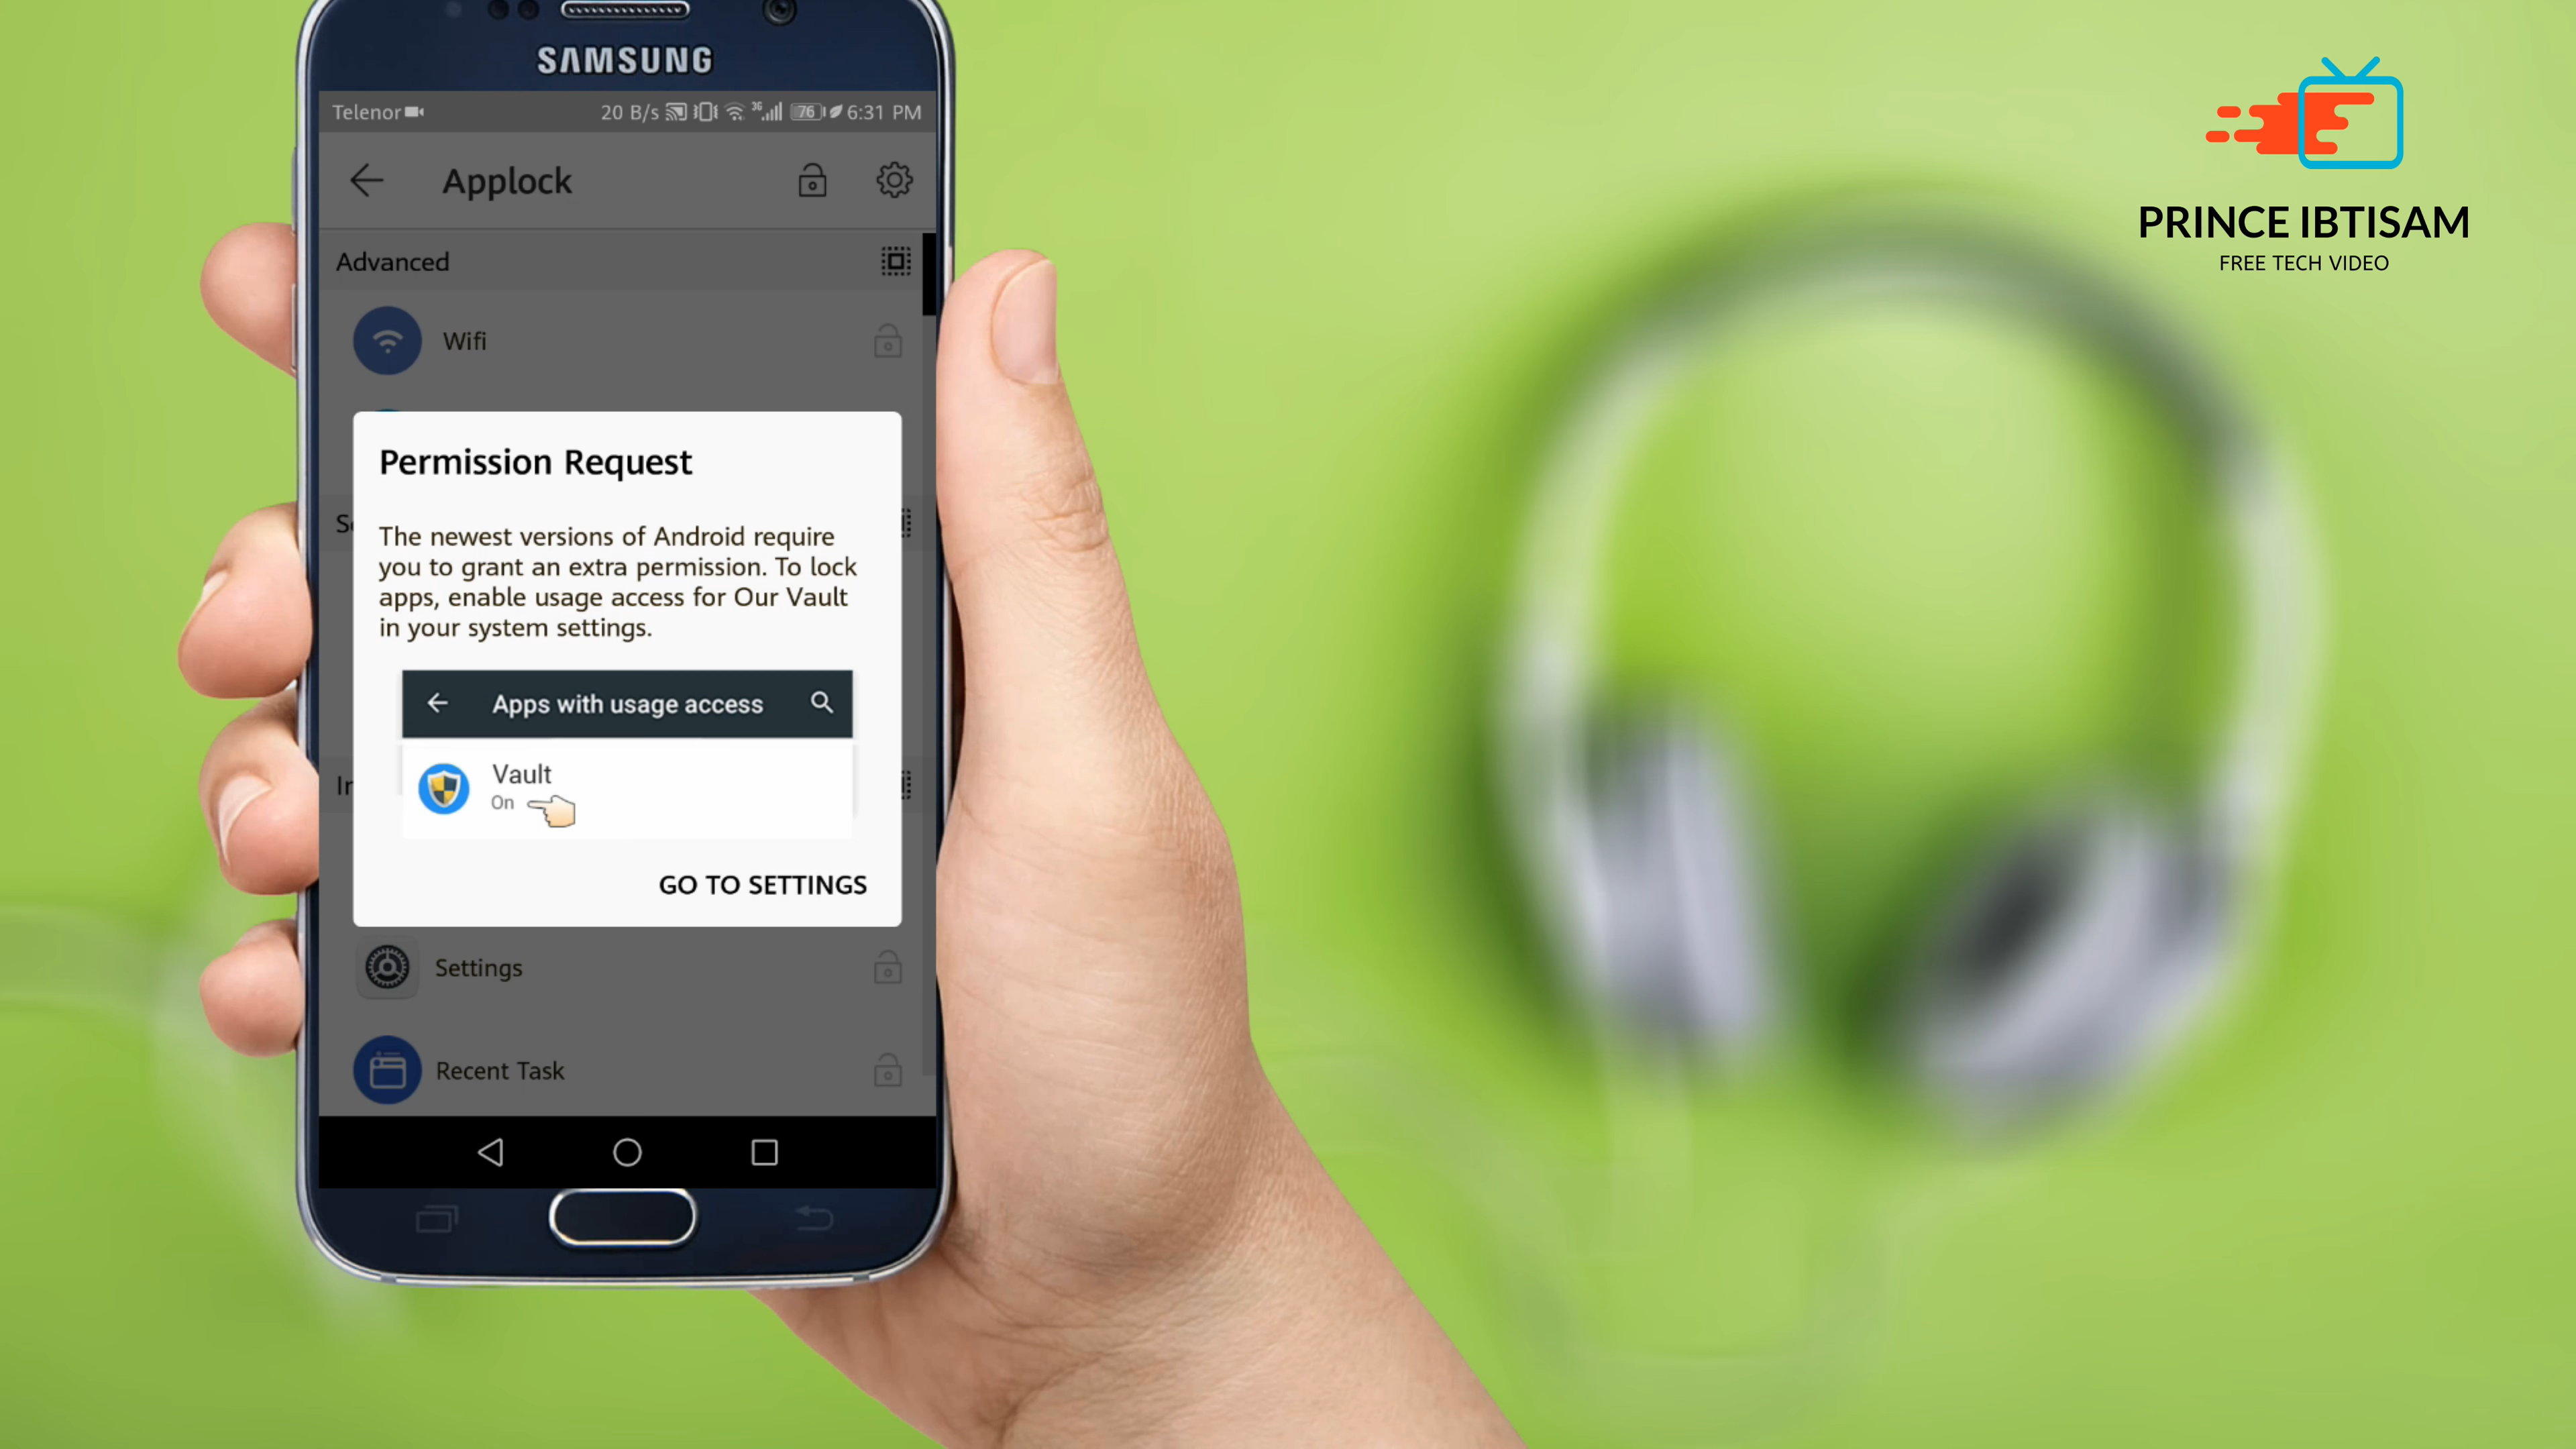 SAMSUNG
Telenor 20 B/s 3G 76 6:31 PM
Applock
Advanced
Wifi
Permission Request
The newest versions of Android require
you to grant an extra permission. To lock
apps, enable usage access for Our Vault
in your system settings.
Apps with usage access
Vault
On
GO TO SETTINGS
Settings
Recent Task
PRINCE IBTISAM
FREE TECH VIDEO